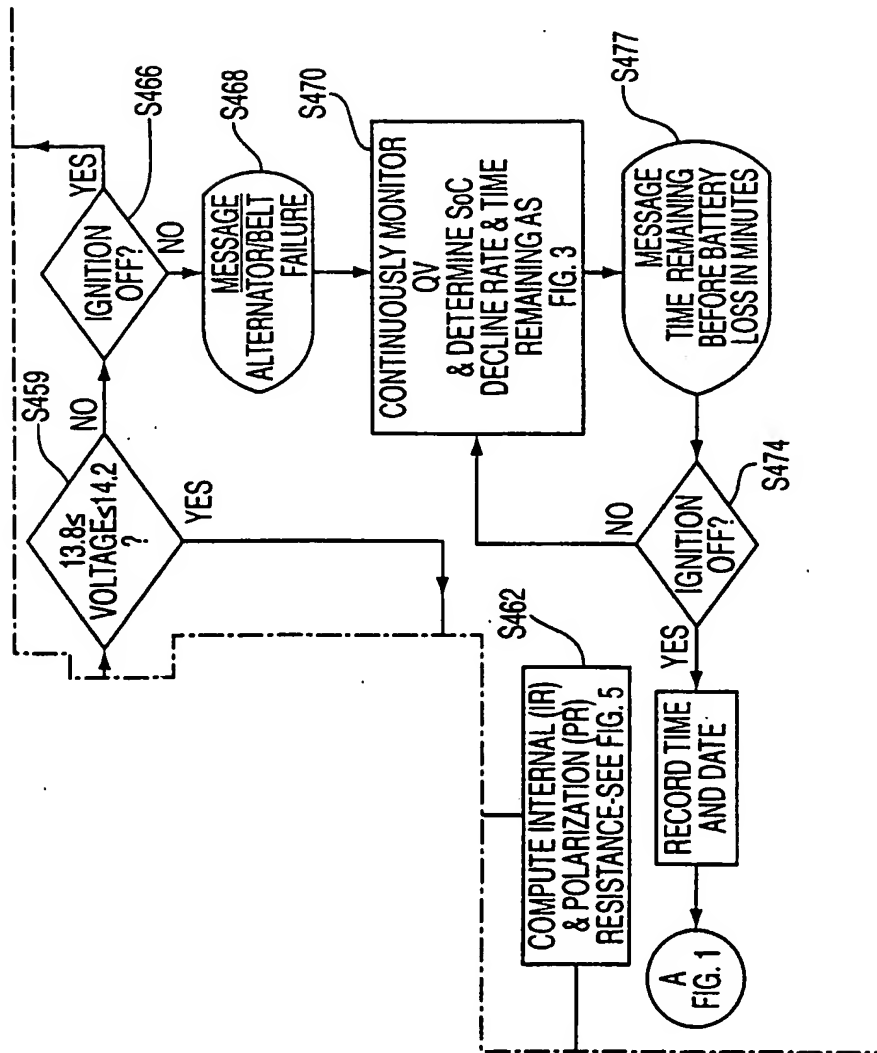 S459
13.8≤
VOLTAGE≤14.2
?
NO
YES
S466
IGNITION
OFF?
YES
NO
S468
MESSAGE
ALTERNATOR/BELT
FAILURE
S470
CONTINUOUSLY MONITOR
QV
& DETERMINE SoC
DECLINE RATE & TIME
REMAINING AS
FIG. 3
S477
MESSAGE
TIME REMAINING
BEFORE BATTERY
LOSS IN MINUTES
S474
IGNITION
OFF?
NO
YES
S462
COMPUTE INTERNAL (IR)
& POLARIZATION (PR)
RESISTANCE-SEE FIG. 5
RECORD TIME
AND DATE
A
FIG. 1